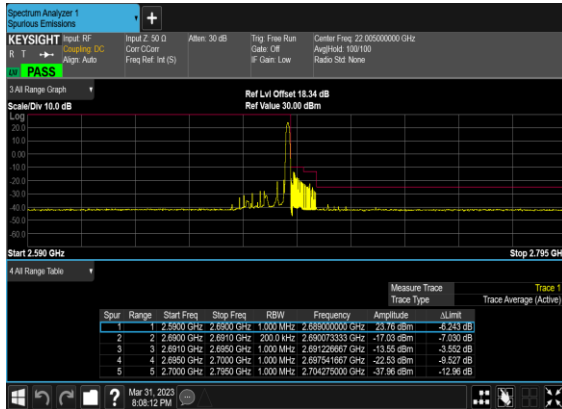 Spectrum Analyzer 1
Spurious Emissions
+
KEYSIGHT Input: RF Input Z: 50 Ω Atten: 30 dB Trig: Free Run Center Freq: 22.005000000 GHz
R T Coupling: DC Corr CCorr Gate: Off Avg|Hold: 100/100
Align: Auto Freq Ref: Int (S) IF Gain: Low Radio Std: None
PASS
3 All Range Graph
Ref Lvl Offset 18.34 dB
Scale/Div 10.0 dB Ref Value 30.00 dBm
Log
20.0
10.0
0.00
-10.0
-20.0
-30.0
-40.0
-50.0
-60.0
Start 2.590 GHz Stop 2.795 GH
4 All Range Table
Measure Trace Trace 1
Trace Type Trace Average (Active)
Spur Range Start Freq Stop Freq RBW Frequency Amplitude ΔLimit
1 1 2.5900 GHz 2.6900 GHz 1.000 MHz 2.689000000 GHz 23.76 dBm -6.243 dB
2 2 2.6900 GHz 2.6910 GHz 200.0 kHz 2.690073333 GHz -17.03 dBm -7.030 dB
3 3 2.6910 GHz 2.6950 GHz 1.000 MHz 2.691226667 GHz -13.55 dBm -3.552 dB
4 4 2.6950 GHz 2.7000 GHz 1.000 MHz 2.697541667 GHz -22.53 dBm -9.527 dB
5 5 2.7000 GHz 2.7950 GHz 1.000 MHz 2.704275000 GHz -37.96 dBm -12.96 dB
? Mar 31, 2023
8:08:12 PM